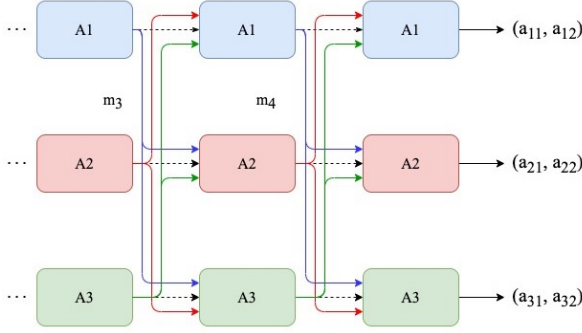 ... A1 A1 A1 (a₁₁, a₁₂)
m₃ m₄
... A2 A2 A2 (a₂₁, a₂₂)
... A3 A3 A3 (a₃₁, a₃₂)